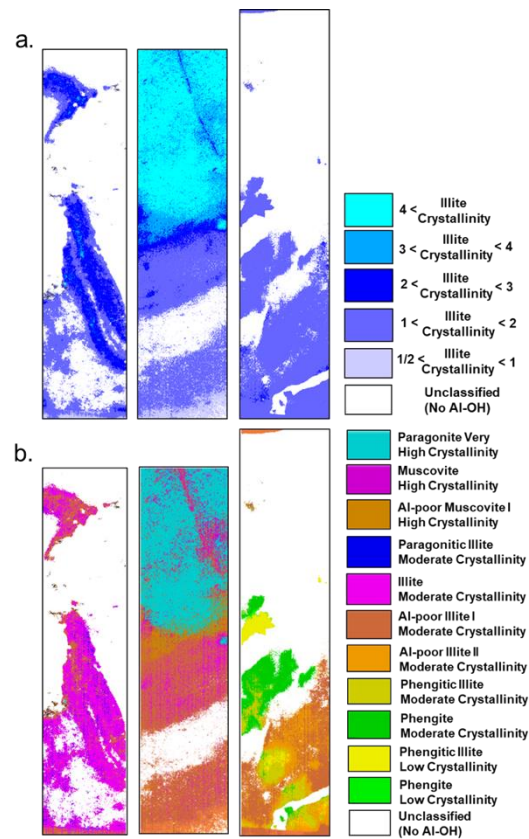 a.
Illite
4 < Crystallinity
Illite
3 < Crystallinity < 4
Illite
2 < Crystallinity < 3
Illite
1 < Crystallinity < 2
Illite
1/2 < Crystallinity < 1
Unclassified
(No Al-OH)
b.
Paragonite Very
High Crystallinity
Muscovite
High Crystallinity
Al-poor Muscovite I
High Crystallinity
Paragonitic Illite
Moderate Crystallinity
Illite
Moderate Crystallinity
Al-poor Illite I
Moderate Crystallinity
Al-poor Illite II
Moderate Crystallinity
Phengitic Illite
Moderate Crystallinity
Phengite
Moderate Crystallinity
Phengitic Illite
Low Crystallinity
Phengite
Low Crystallinity
Unclassified
(No Al-OH)